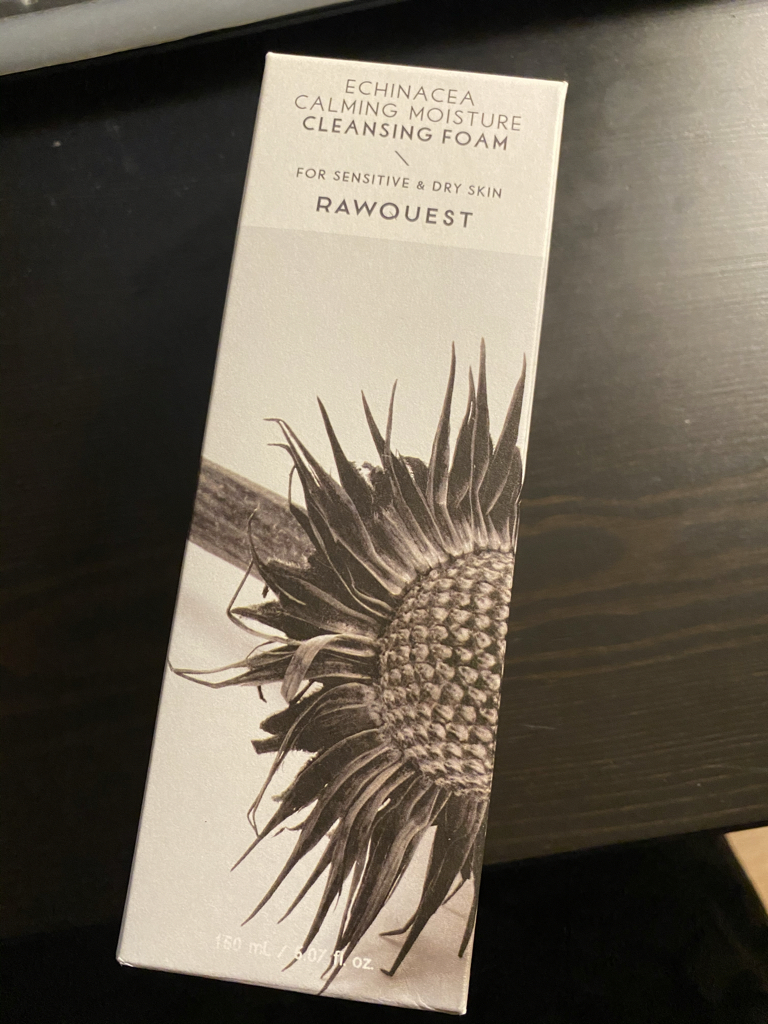 ECHINACEA
CALMING MOISTURE
CLEANSING FOAM
FOR SENSITIVE & DRY SKIN
RAWQUEST
150 mL / 5.07 fl. oz.